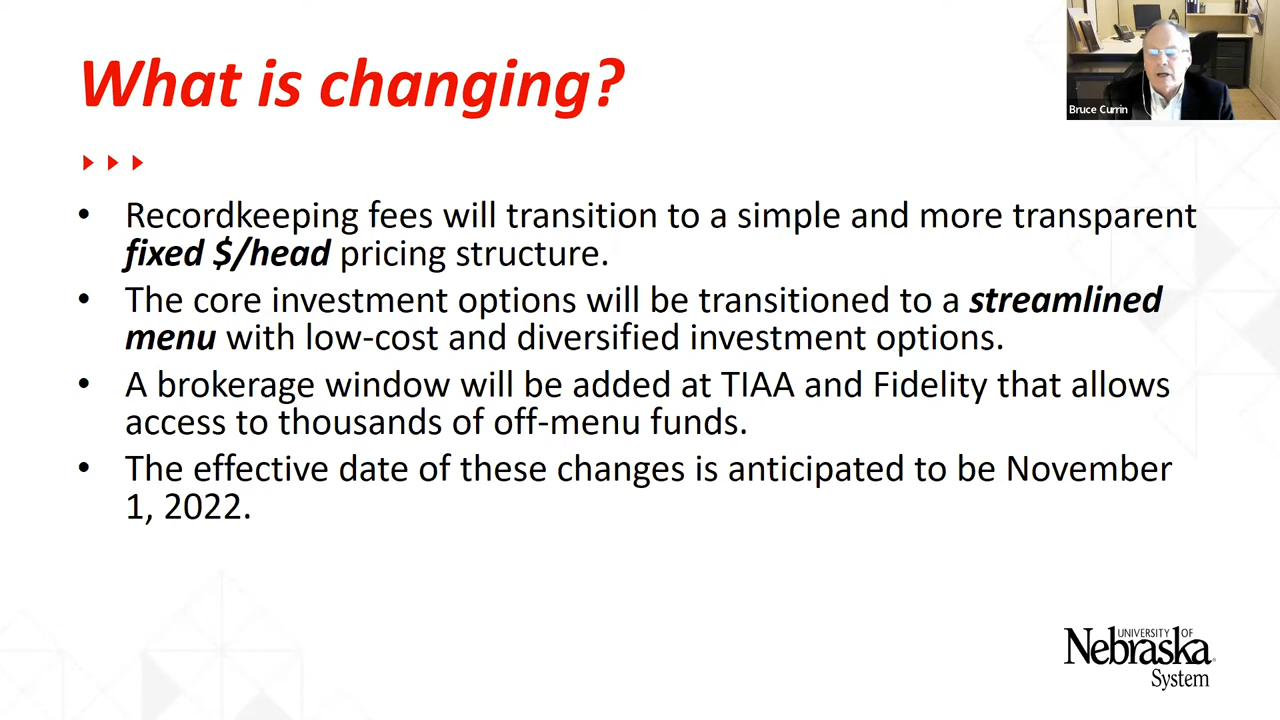 What is changing?
Bruce Currin
• Recordkeeping fees will transition to a simple and more transparent
fixed $/head pricing structure.
• The core investment options will be transitioned to a streamlined
menu with low-cost and diversified investment options.
• A brokerage window will be added at TIAA and Fidelity that allows
access to thousands of off-menu funds.
• The effective date of these changes is anticipated to be November
1, 2022.
UNIVERSITY OF
Nebraska
System